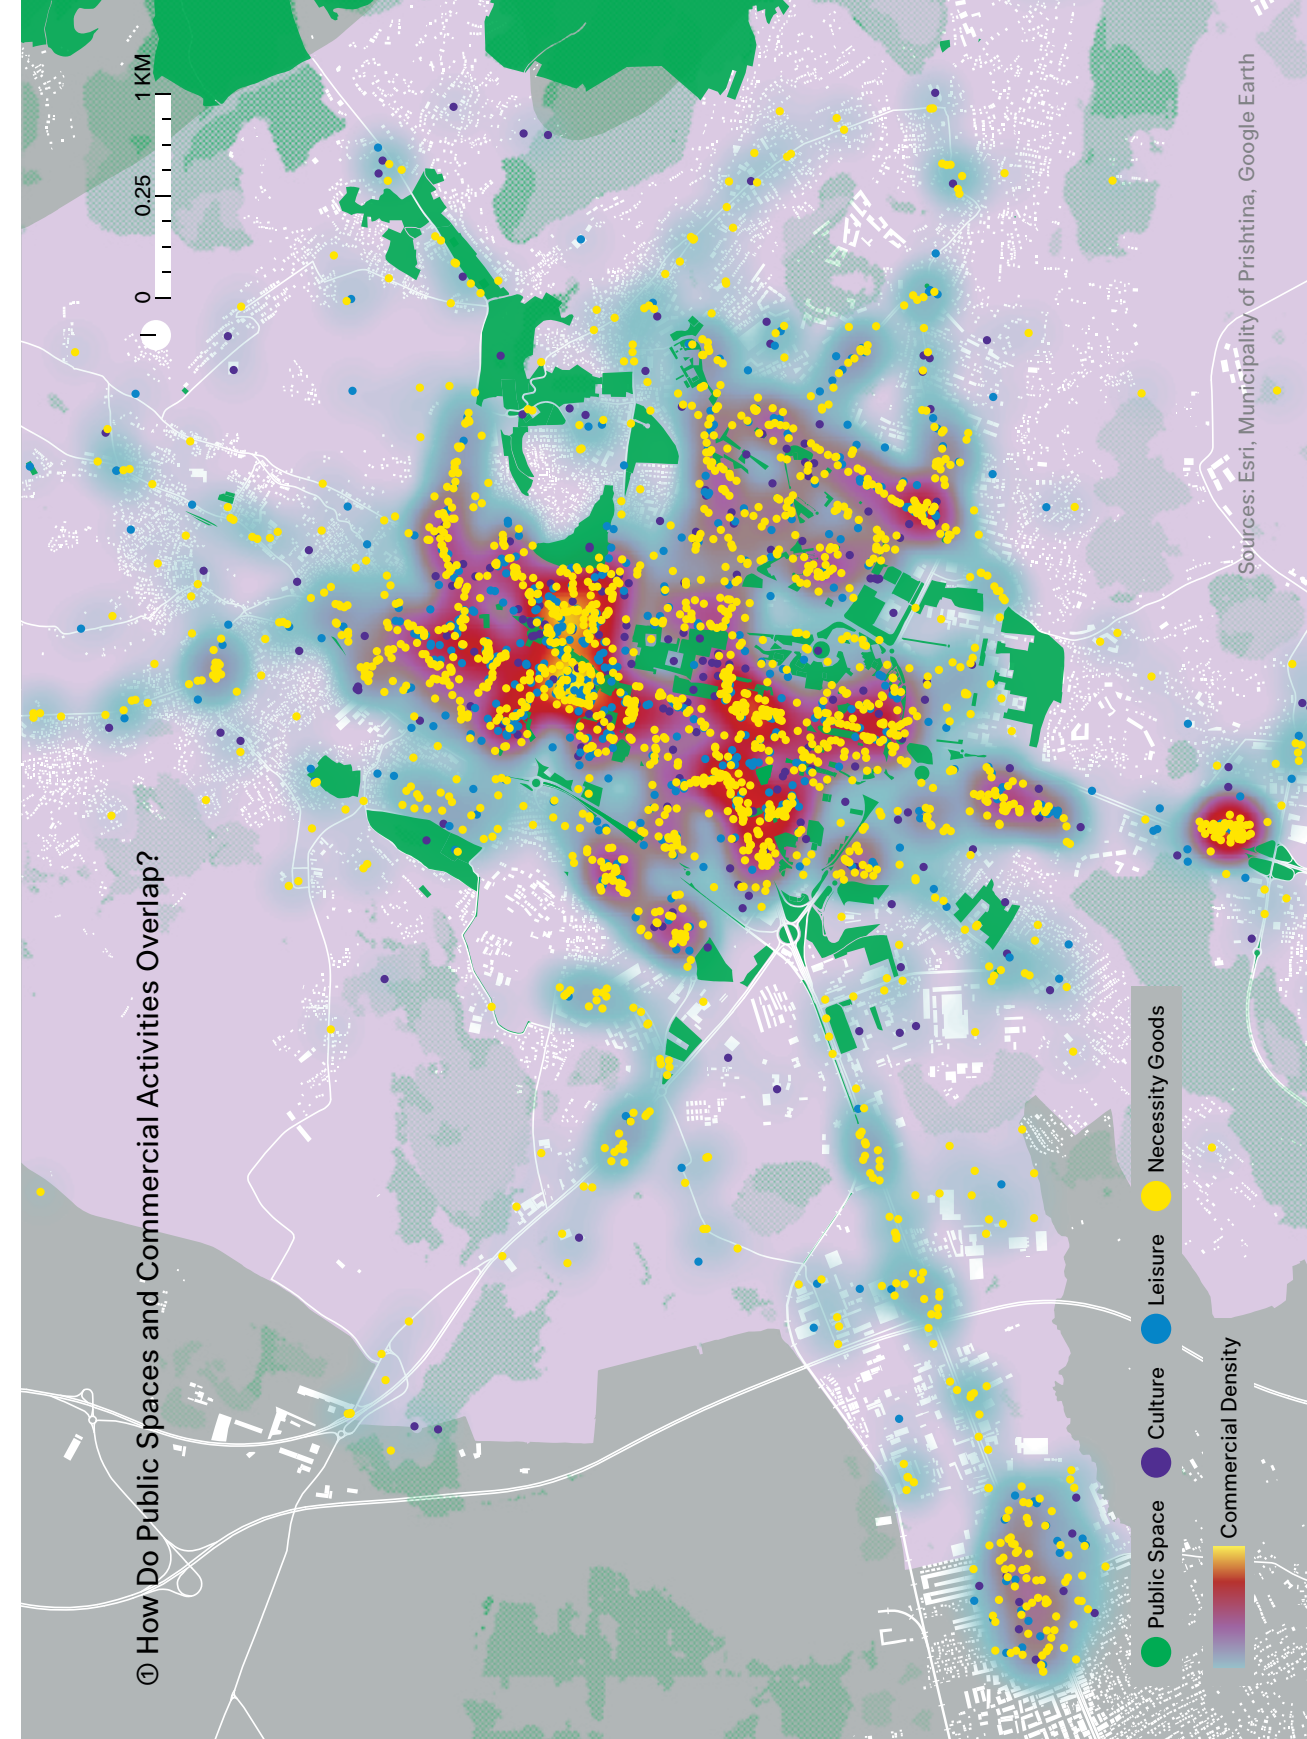 ① How Do Public Spaces and Commercial Activities Overlap?
0 0.25 1 KM
Public Space Culture Leisure Necessity Goods
Commercial Density
Sources: Esri, Municipality of Prishtina, Google Earth